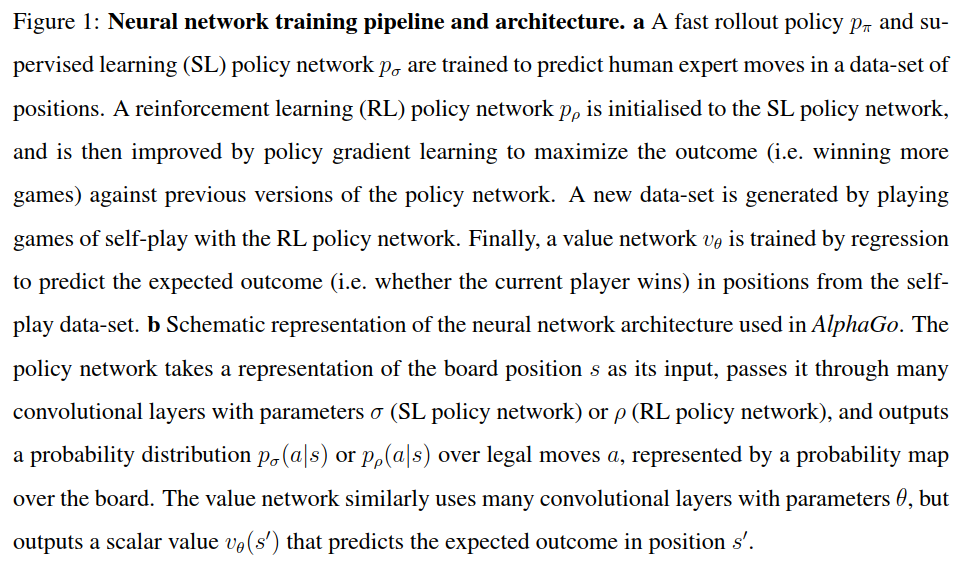 Figure 1: Neural network training pipeline and architecture. a A fast rollout policy pπ and su-
pervised learning (SL) policy network pσ are trained to predict human expert moves in a data-set of
positions. A reinforcement learning (RL) policy network pρ is initialised to the SL policy network,
and is then improved by policy gradient learning to maximize the outcome (i.e. winning more
games) against previous versions of the policy network. A new data-set is generated by playing
games of self-play with the RL policy network. Finally, a value network vθ is trained by regression
to predict the expected outcome (i.e. whether the current player wins) in positions from the self-
play data-set. b Schematic representation of the neural network architecture used in AlphaGo. The
policy network takes a representation of the board position s as its input, passes it through many
convolutional layers with parameters σ (SL policy network) or ρ (RL policy network), and outputs
a probability distribution pσ(a|s) or pρ(a|s) over legal moves a, represented by a probability map
over the board. The value network similarly uses many convolutional layers with parameters θ, but
outputs a scalar value vθ(s′) that predicts the expected outcome in position s′.